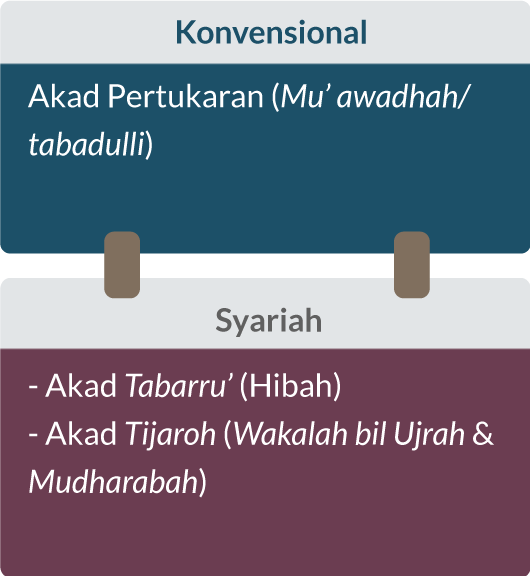 Konvensional
Akad Pertukaran (Mu’ awadhah/
tabadulli)
Syariah
- Akad Tabarru’ (Hibah)
- Akad Tijaroh (Wakalah bil Ujrah &
Mudharabah)